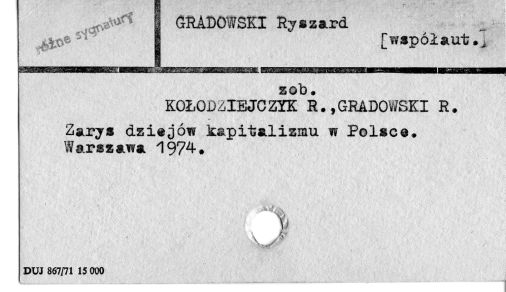 różne sygnatury
GRADOWSKI Ryszard
[współaut.]
zob.
KOŁODZIEJCZYK R.,GRADOWSKI R.
Zarys dziejów kapitalizmu w Polsce.
Warszawa 1974.
DUJ 867/71 15 000